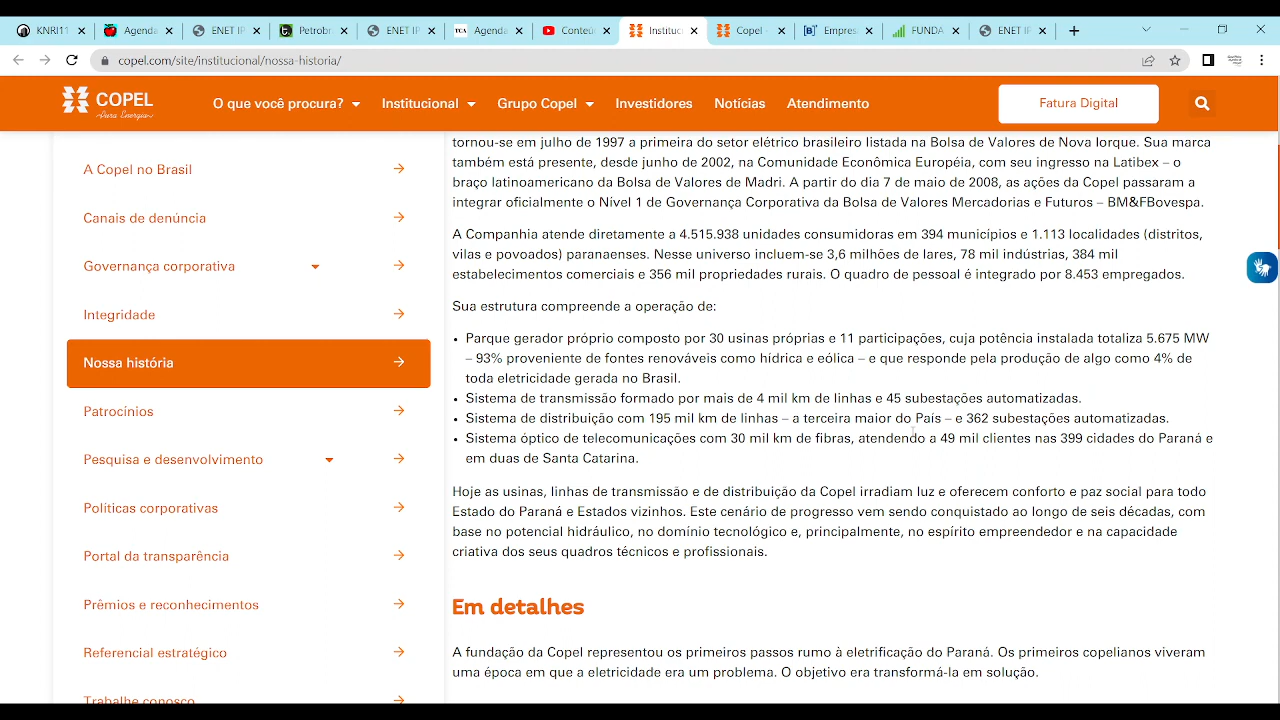 KNRI11
Agenda
ENET IP
Petrobr
ENET IP
TCA
Agenda
Conteú
Instituc
Copel -
Empres
FUNDA
ENET IP
copel.com/site/institucional/nossa-historia/
COPEL
Pura Energia
O que você procura?
Institucional
Grupo Copel
Investidores
Notícias
Atendimento
Fatura Digital
A Copel no Brasil
Canais de denúncia
Governança corporativa
Integridade
Nossa história
Patrocínios
Pesquisa e desenvolvimento
Políticas corporativas
Portal da transparência
Prêmios e reconhecimentos
Referencial estratégico
Trabalhe conosco
tornou-se em julho de 1997 a primeira do setor elétrico brasileiro listada na Bolsa de Valores de Nova Iorque. Sua marca
também está presente, desde junho de 2002, na Comunidade Econômica Européia, com seu ingresso na Latibex – o
braço latinoamericano da Bolsa de Valores de Madri. A partir do dia 7 de maio de 2008, as ações da Copel passaram a
integrar oficialmente o Nível 1 de Governança Corporativa da Bolsa de Valores Mercadorias e Futuros – BM&FBovespa.
A Companhia atende diretamente a 4.515.938 unidades consumidoras em 394 municípios e 1.113 localidades (distritos,
vilas e povoados) paranaenses. Nesse universo incluem-se 3,6 milhões de lares, 78 mil indústrias, 384 mil
estabelecimentos comerciais e 356 mil propriedades rurais. O quadro de pessoal é integrado por 8.453 empregados.
Sua estrutura compreende a operação de:
• Parque gerador próprio composto por 30 usinas próprias e 11 participações, cuja potência instalada totaliza 5.675 MW
– 93% proveniente de fontes renováveis como hídrica e eólica – e que responde pela produção de algo como 4% de
toda eletricidade gerada no Brasil.
• Sistema de transmissão formado por mais de 4 mil km de linhas e 45 subestações automatizadas.
• Sistema de distribuição com 195 mil km de linhas – a terceira maior do País – e 362 subestações automatizadas.
• Sistema óptico de telecomunicações com 30 mil km de fibras, atendendo a 49 mil clientes nas 399 cidades do Paraná e
em duas de Santa Catarina.
Hoje as usinas, linhas de transmissão e de distribuição da Copel irradiam luz e oferecem conforto e paz social para todo
Estado do Paraná e Estados vizinhos. Este cenário de progresso vem sendo conquistado ao longo de seis décadas, com
base no potencial hidráulico, no domínio tecnológico e, principalmente, no espírito empreendedor e na capacidade
criativa dos seus quadros técnicos e profissionais.
Em detalhes
A fundação da Copel representou os primeiros passos rumo à eletrificação do Paraná. Os primeiros copelianos viveram
uma época em que a eletricidade era um problema. O objetivo era transformá-la em solução.